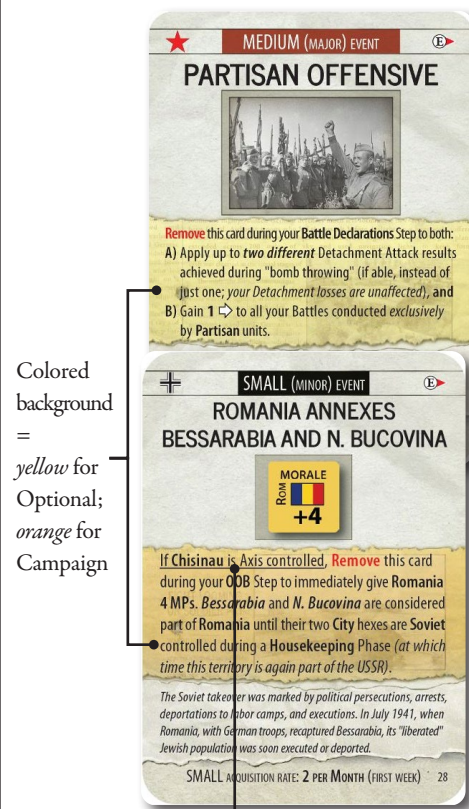 MEDIUM (MAJOR) EVENT
E
PARTISAN OFFENSIVE
Remove this card during your Battle Declarations Step to both:
A) Apply up to two different Detachment Attack results
achieved during "bomb throwing" (if able, instead of
just one; your Detachment losses are unaffected), and
B) Gain 1 ⇨ to all your Battles conducted exclusively
by Partisan units.
Colored
background
=
yellow for
Optional;
orange for
Campaign
SMALL (MINOR) EVENT
E
ROMANIA ANNEXES
BESSARABIA AND N. BUCOVINA
ROM
MORALE
+4
If Chisinau is Axis controlled, Remove this card
during your OOB Step to immediately give Romania
4 MPs. Bessarabia and N. Bucovina are considered
part of Romania until their two City hexes are Soviet
controlled during a Housekeeping Phase (at which
time this territory is again part of the USSR).
The Soviet takeover was marked by political persecutions, arrests,
deportations to labor camps, and executions. In July 1941, when
Romania, with German troops, recaptured Bessarabia, its "liberated"
Jewish population was soon executed or deported.
SMALL ACQUISITION RATE: 2 PER MONTH (FIRST WEEK) 28